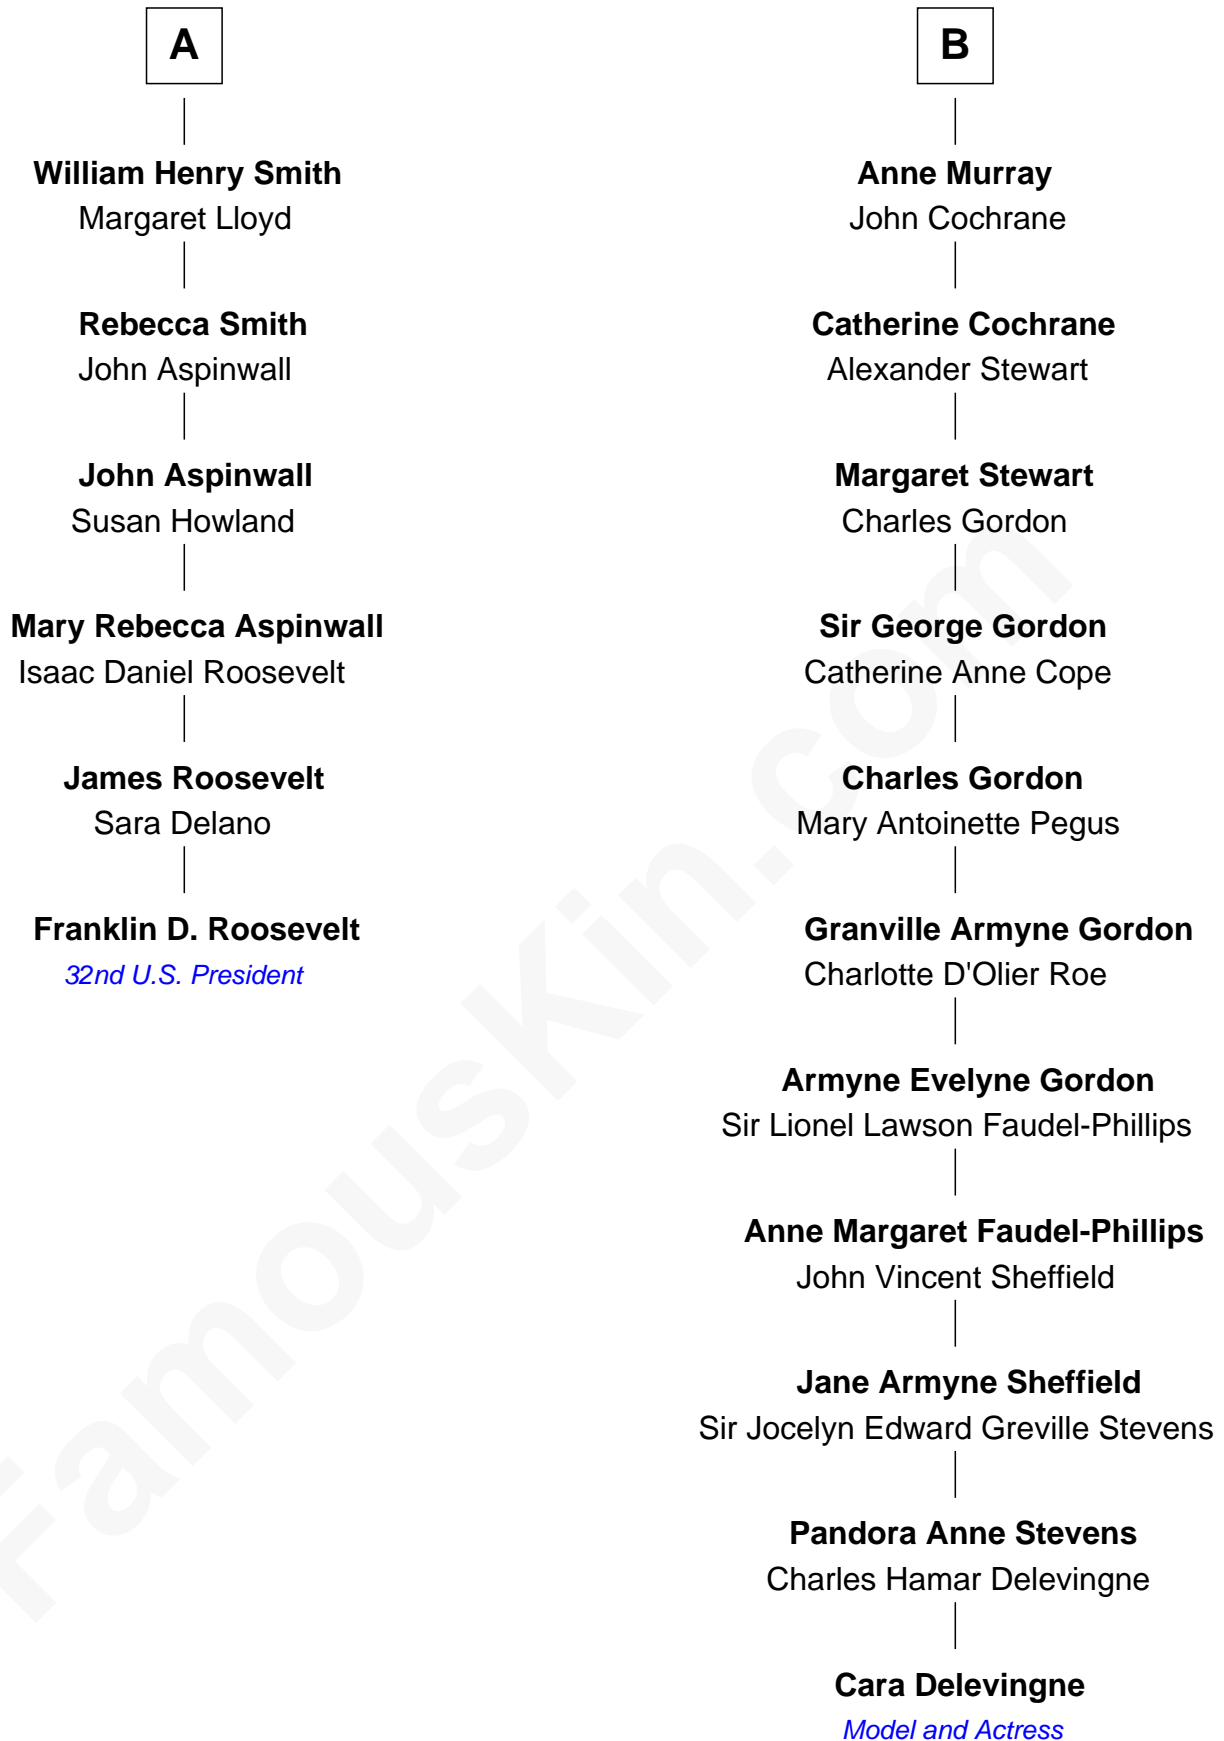 A
William Henry Smith
Margaret Lloyd
Rebecca Smith
John Aspinwall
John Aspinwall
Susan Howland
Mary Rebecca Aspinwall
Isaac Daniel Roosevelt
James Roosevelt
Sara Delano
Franklin D. Roosevelt
32nd U.S. President
B
Anne Murray
John Cochrane
Catherine Cochrane
Alexander Stewart
Margaret Stewart
Charles Gordon
Sir George Gordon
Catherine Anne Cope
Charles Gordon
Mary Antoinette Pegus
Granville Armyne Gordon
Charlotte D'Olier Roe
Armyne Evelyne Gordon
Sir Lionel Lawson Faudel-Phillips
Anne Margaret Faudel-Phillips
John Vincent Sheffield
Jane Armyne Sheffield
Sir Jocelyn Edward Greville Stevens
Pandora Anne Stevens
Charles Hamar Delevingne
Cara Delevingne
Model and Actress
FamousKin.com